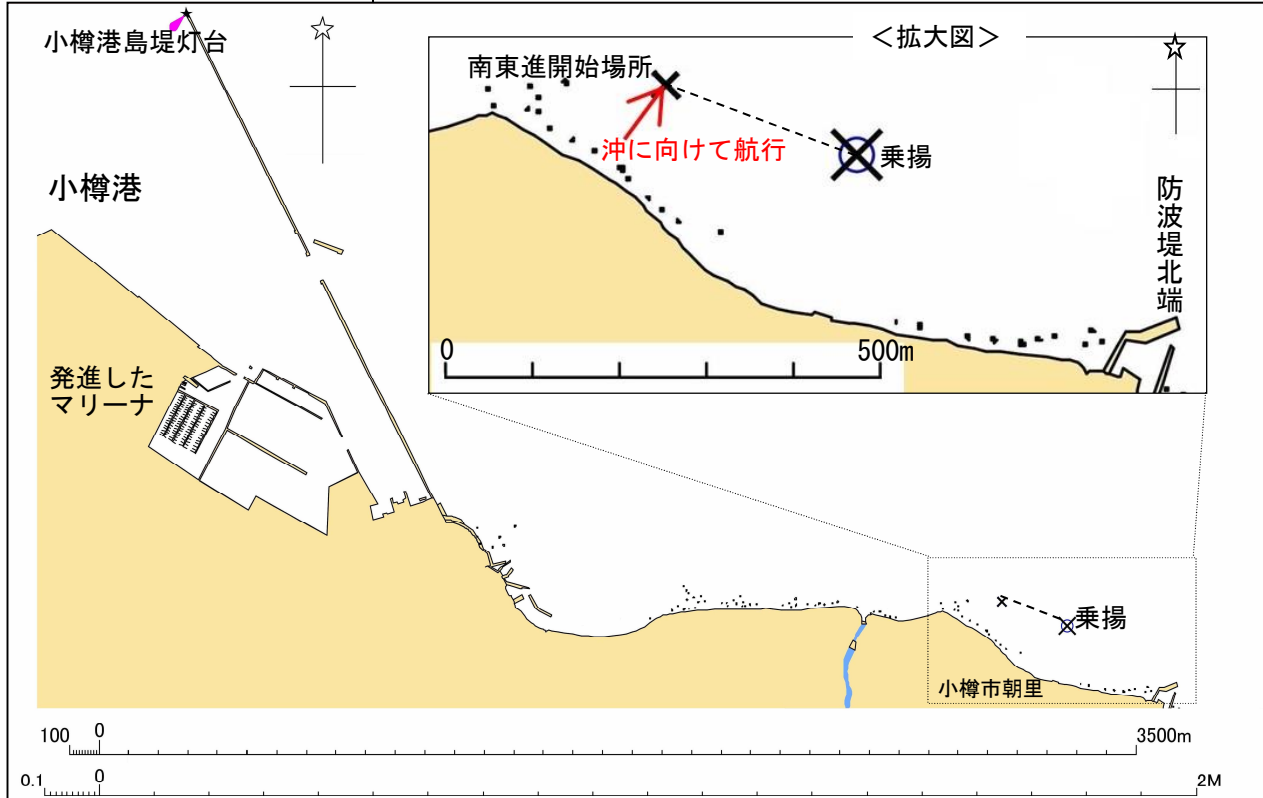 小樽港島堤灯台
小樽港
発進した
マリーナ
＜拡大図＞
南東進開始場所
沖に向けて航行
乗揚
防波堤北端
0
500m
乗揚
小樽市朝里
100
0
3500m
0.1
0
2M